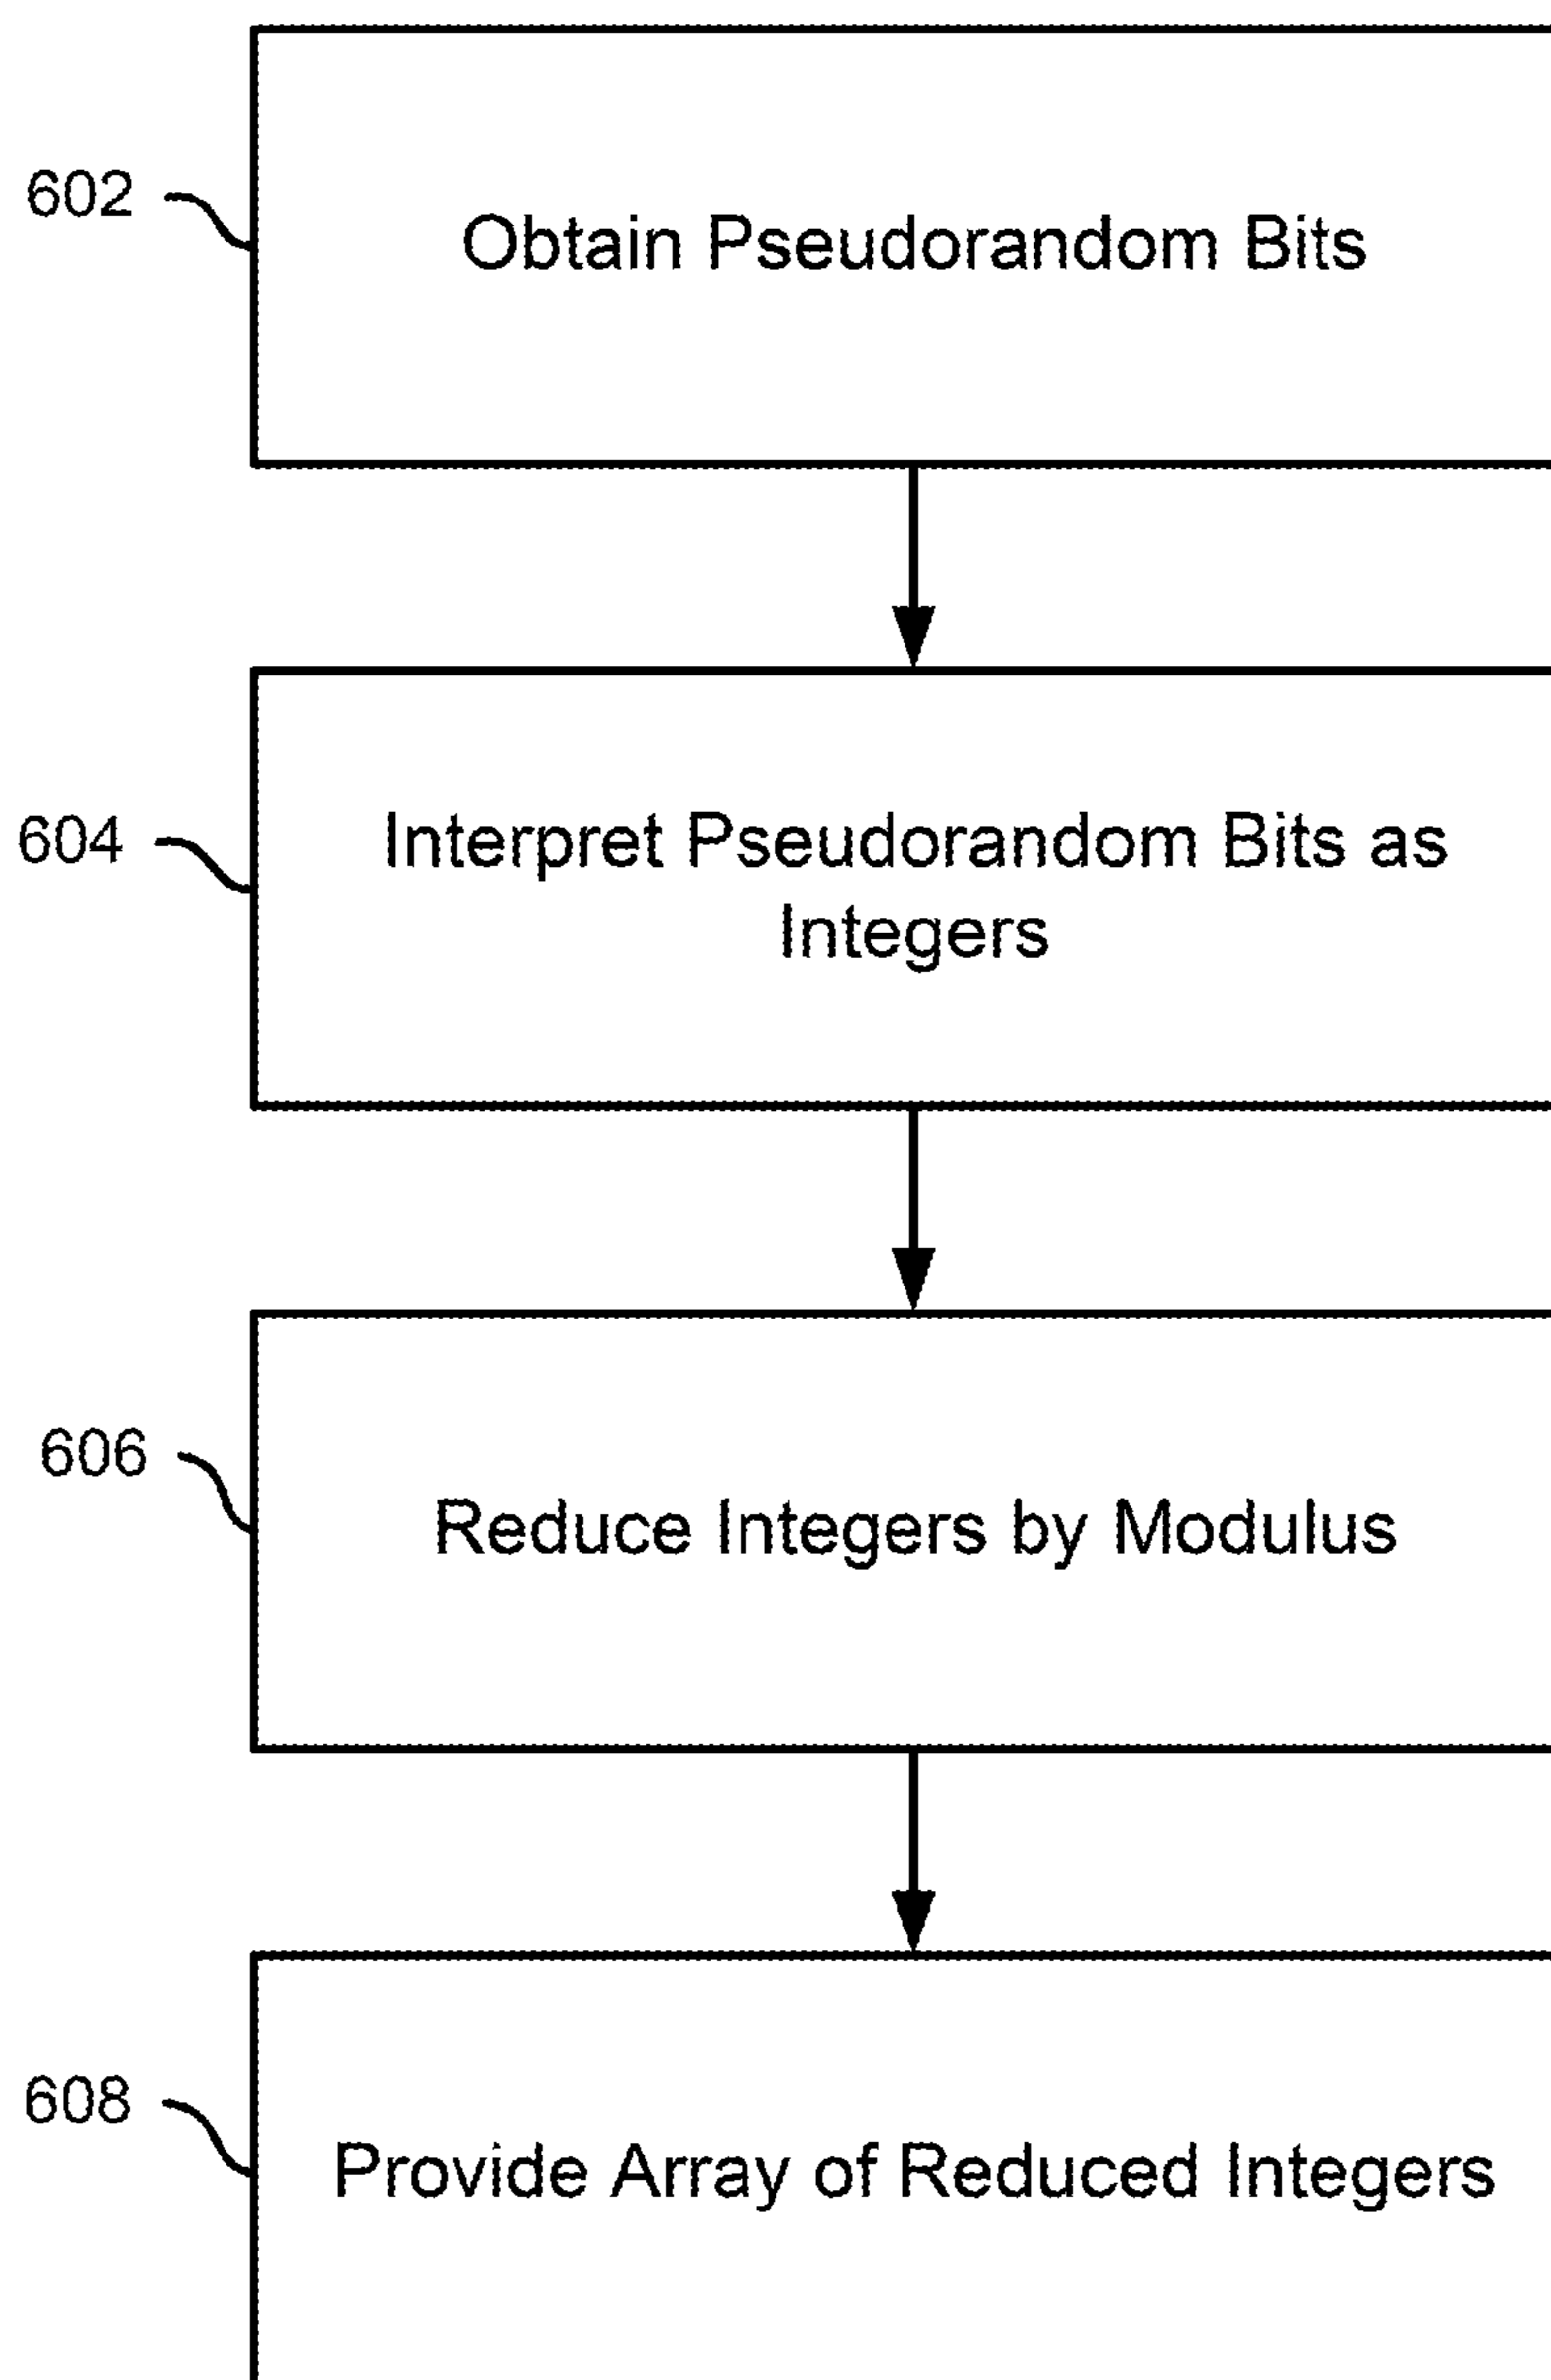 602
Obtain Pseudorandom Bits
604
Interpret Pseudorandom Bits as
Integers
606
Reduce Integers by Modulus
608
Provide Array of Reduced Integers